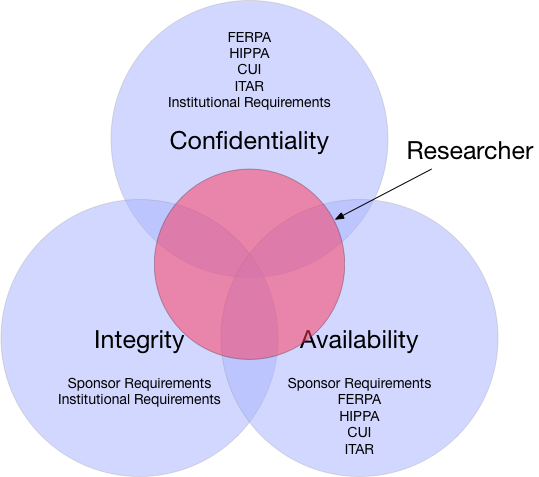 FERPA
HIPPA
CUI
ITAR
Institutional Requirements
Confidentiality
Researcher
Integrity
Sponsor Requirements
Institutional Requirements
Availability
Sponsor Requirements
FERPA
HIPPA
CUI
ITAR